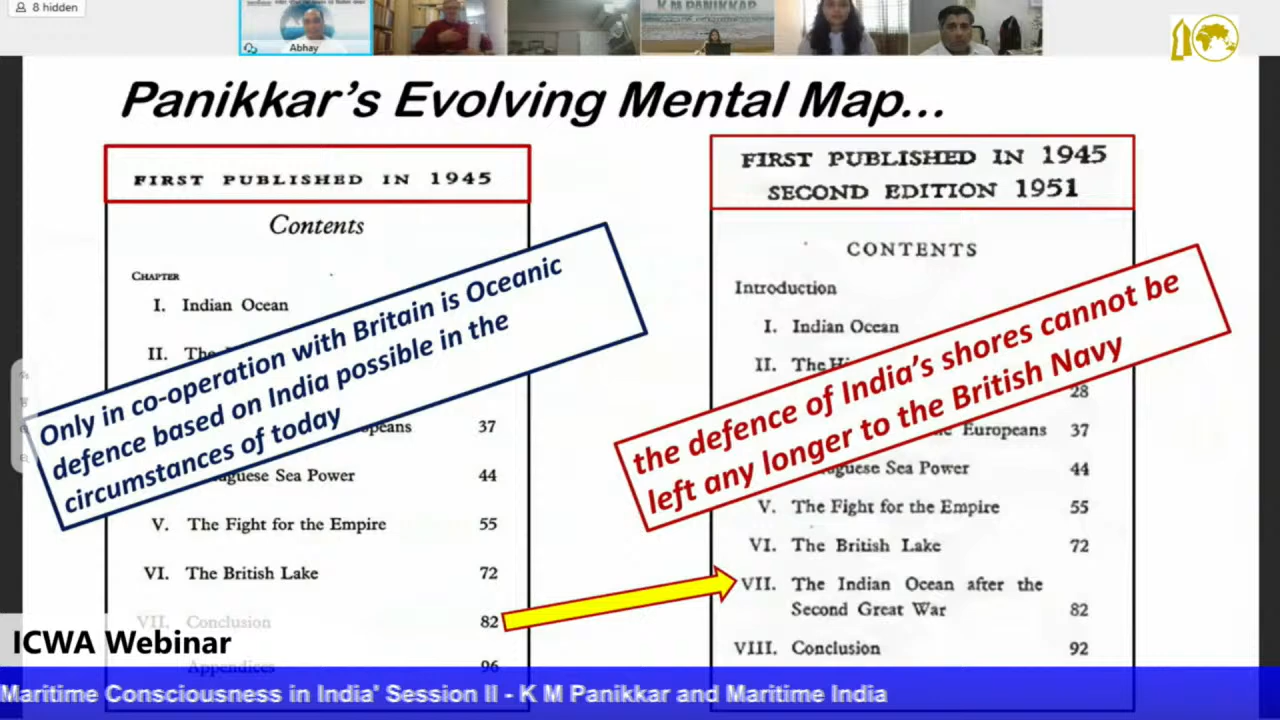 8 hidden
Abhay
K M PANIKKAR
10
Panikkar's Evolving Mental Map...
FIRST PUBLISHED IN 1945
Contents
CHAPTER
I. Indian Ocean
II. The
Only in co-operation with Britain is Oceanic
defence based on India possible in the
circumstances of today
37
Sea Power 44
V. The Fight for the Empire 55
VI. The British Lake 72
VII. Conclusion 82
Appendices 96
FIRST PUBLISHED IN 1945
SECOND EDITION 1951
CONTENTS
Introduction
I. Indian Ocean
II. The
28
the defence of India's shores cannot be
left any longer to the British Navy
Europeans 37
Sea Power 44
V. The Fight for the Empire 55
VI. The British Lake 72
VII. The Indian Ocean after the
Second Great War 82
VIII. Conclusion 92
ICWA Webinar
Maritime Consciousness in India' Session II - K M Panikkar and Maritime India